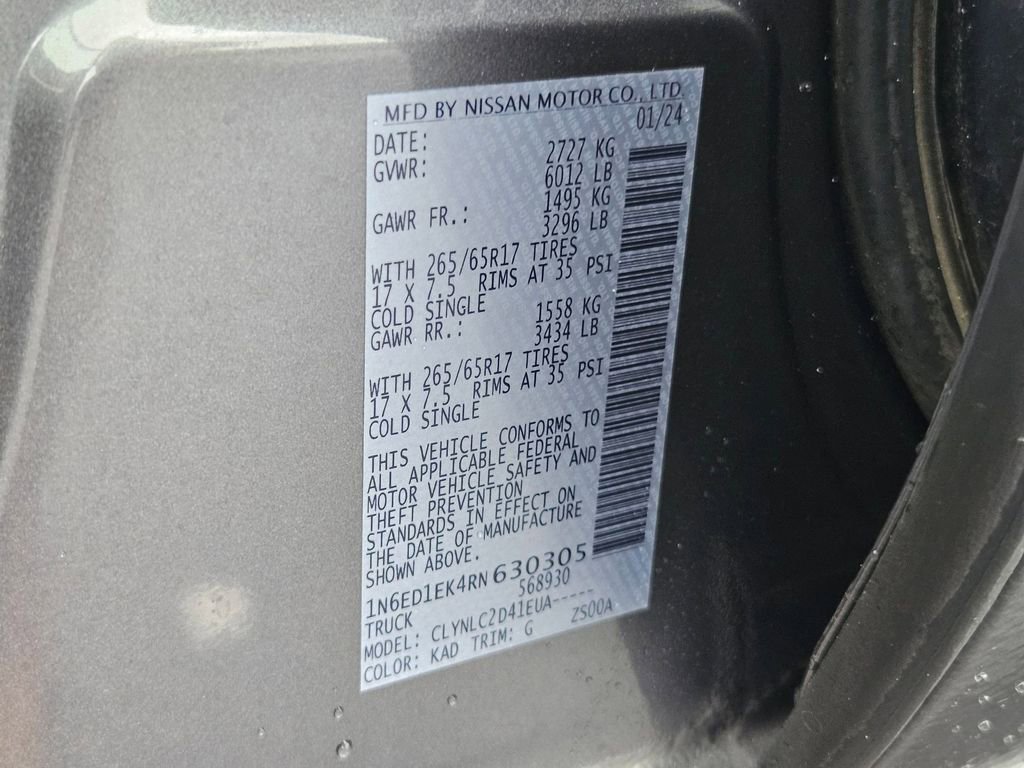 MFD BY NISSAN MOTOR CO., LTD.
DATE: 01/24
GVWR: 2727 KG
6012 LB
GAWR FR.: 1495 KG
3296 LB
WITH 265/65R17 TIRES
17 X 7.5 RIMS AT 35 PSI
COLD SINGLE
GAWR RR.: 1558 KG
3434 LB
WITH 265/65R17 TIRES
17 X 7.5 RIMS AT 35 PSI
COLD SINGLE
THIS VEHICLE CONFORMS TO
ALL APPLICABLE FEDERAL
MOTOR VEHICLE SAFETY AND
THEFT PREVENTION
STANDARDS IN EFFECT ON
THE DATE OF MANUFACTURE
SHOWN ABOVE.
1N6ED1EK4RN630305
TRUCK 568930
MODEL: CLYNLC2D41EUA-----
COLOR: KAD TRIM: G ZS00A